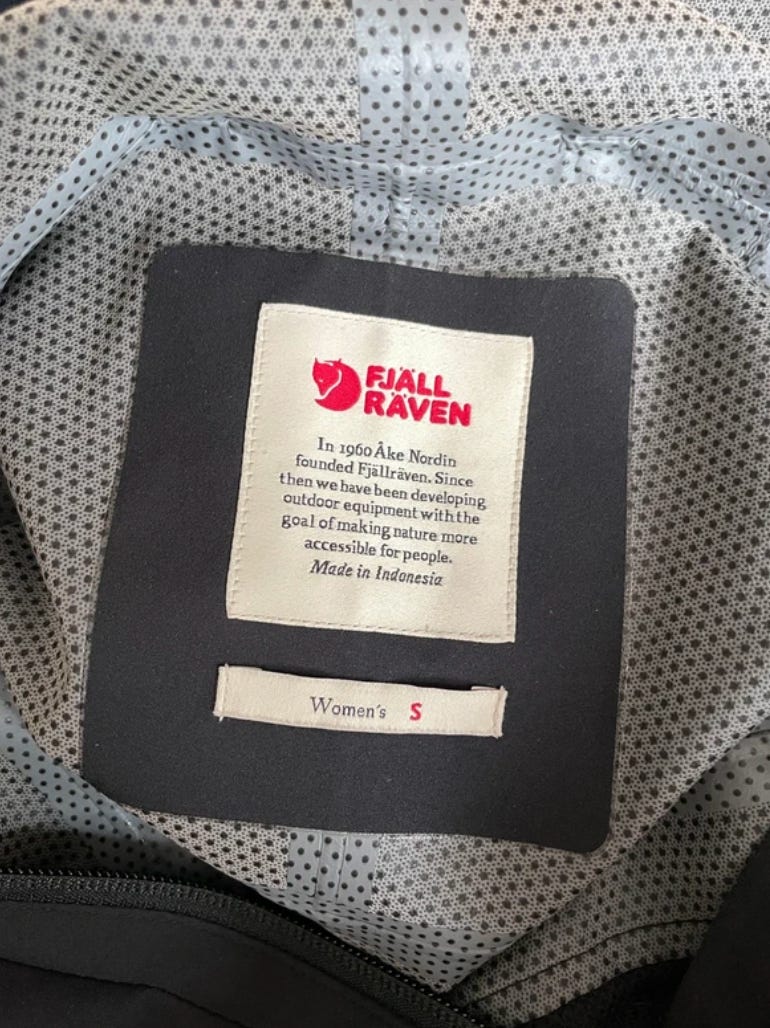 FJÄLL
RÄVEN
In 1960 Åke Nordin
founded Fjällräven. Since
then we have been developing
outdoor equipment with the
goal of making nature more
accessible for people.
Made in Indonesia
Women's S